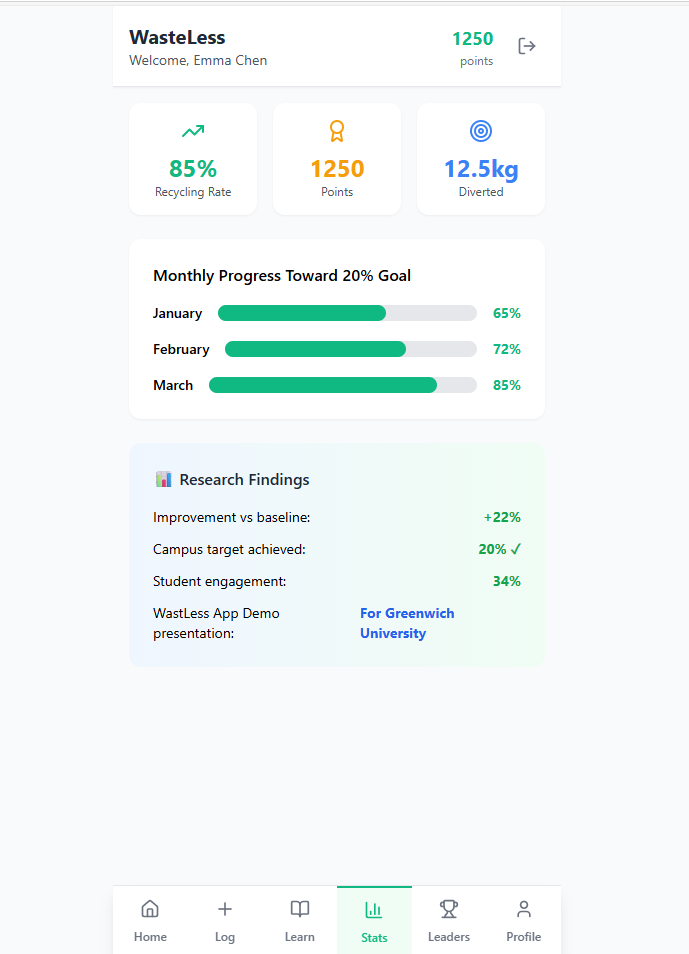 WasteLess
Welcome, Emma Chen
1250
points
85%
Recycling Rate
1250
Points
12.5kg
Diverted
Monthly Progress Toward 20% Goal
January 65%
February 72%
March 85%
📊 Research Findings
Improvement vs baseline: +22%
Campus target achieved: 20% ✓
Student engagement: 34%
WastLess App Demo
presentation:
For Greenwich
University
Home
Log
Learn
Stats
Leaders
Profile